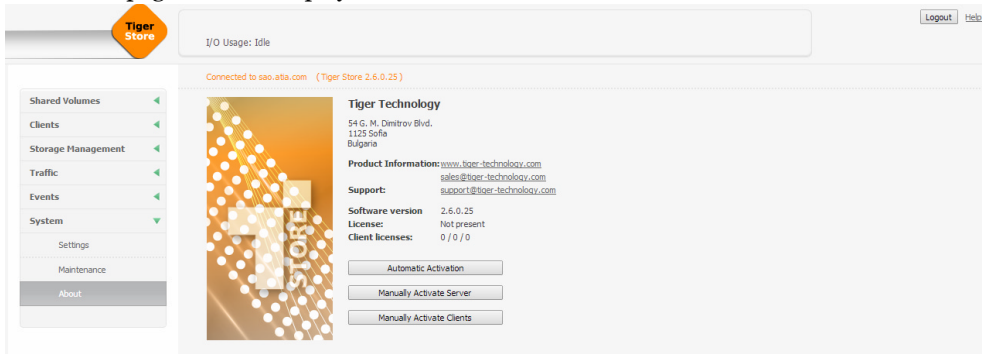 Tiger
Store
Logout Help
I/O Usage: Idle
Connected to sao.atia.com (Tiger Store 2.6.0.25)
Shared Volumes
Clients
Storage Management
Traffic
Events
System
Settings
Maintenance
About
T STORE
Tiger Technology
54 G. M. Dimitrov Blvd.
1125 Sofia
Bulgaria
Product Information: www.tiger-technology.com
sales@tiger-technology.com
Support: support@tiger-technology.com
Software version 2.6.0.25
License: Not present
Client licenses: 0 / 0 / 0
Automatic Activation
Manually Activate Server
Manually Activate Clients